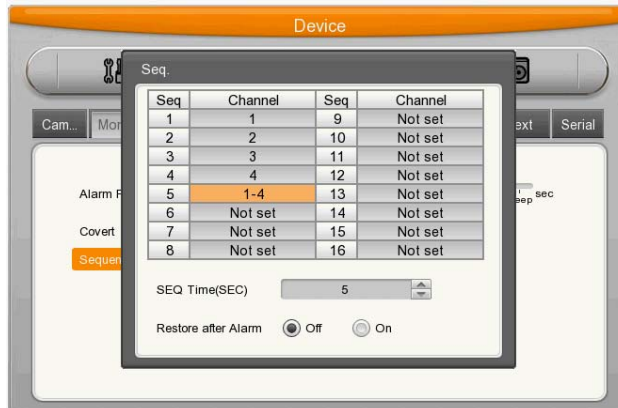 Device
Seq.
Seq Channel Seq Channel
1 1 9 Not set
2 2 10 Not set
3 3 11 Not set
4 4 12 Not set
5 1-4 13 Not set
6 Not set 14 Not set
7 Not set 15 Not set
8 Not set 16 Not set
SEQ Time(SEC) 5
Restore after Alarm Off On
Cam... Mor ext Serial
Alarm F eep sec
Covert
Sequen